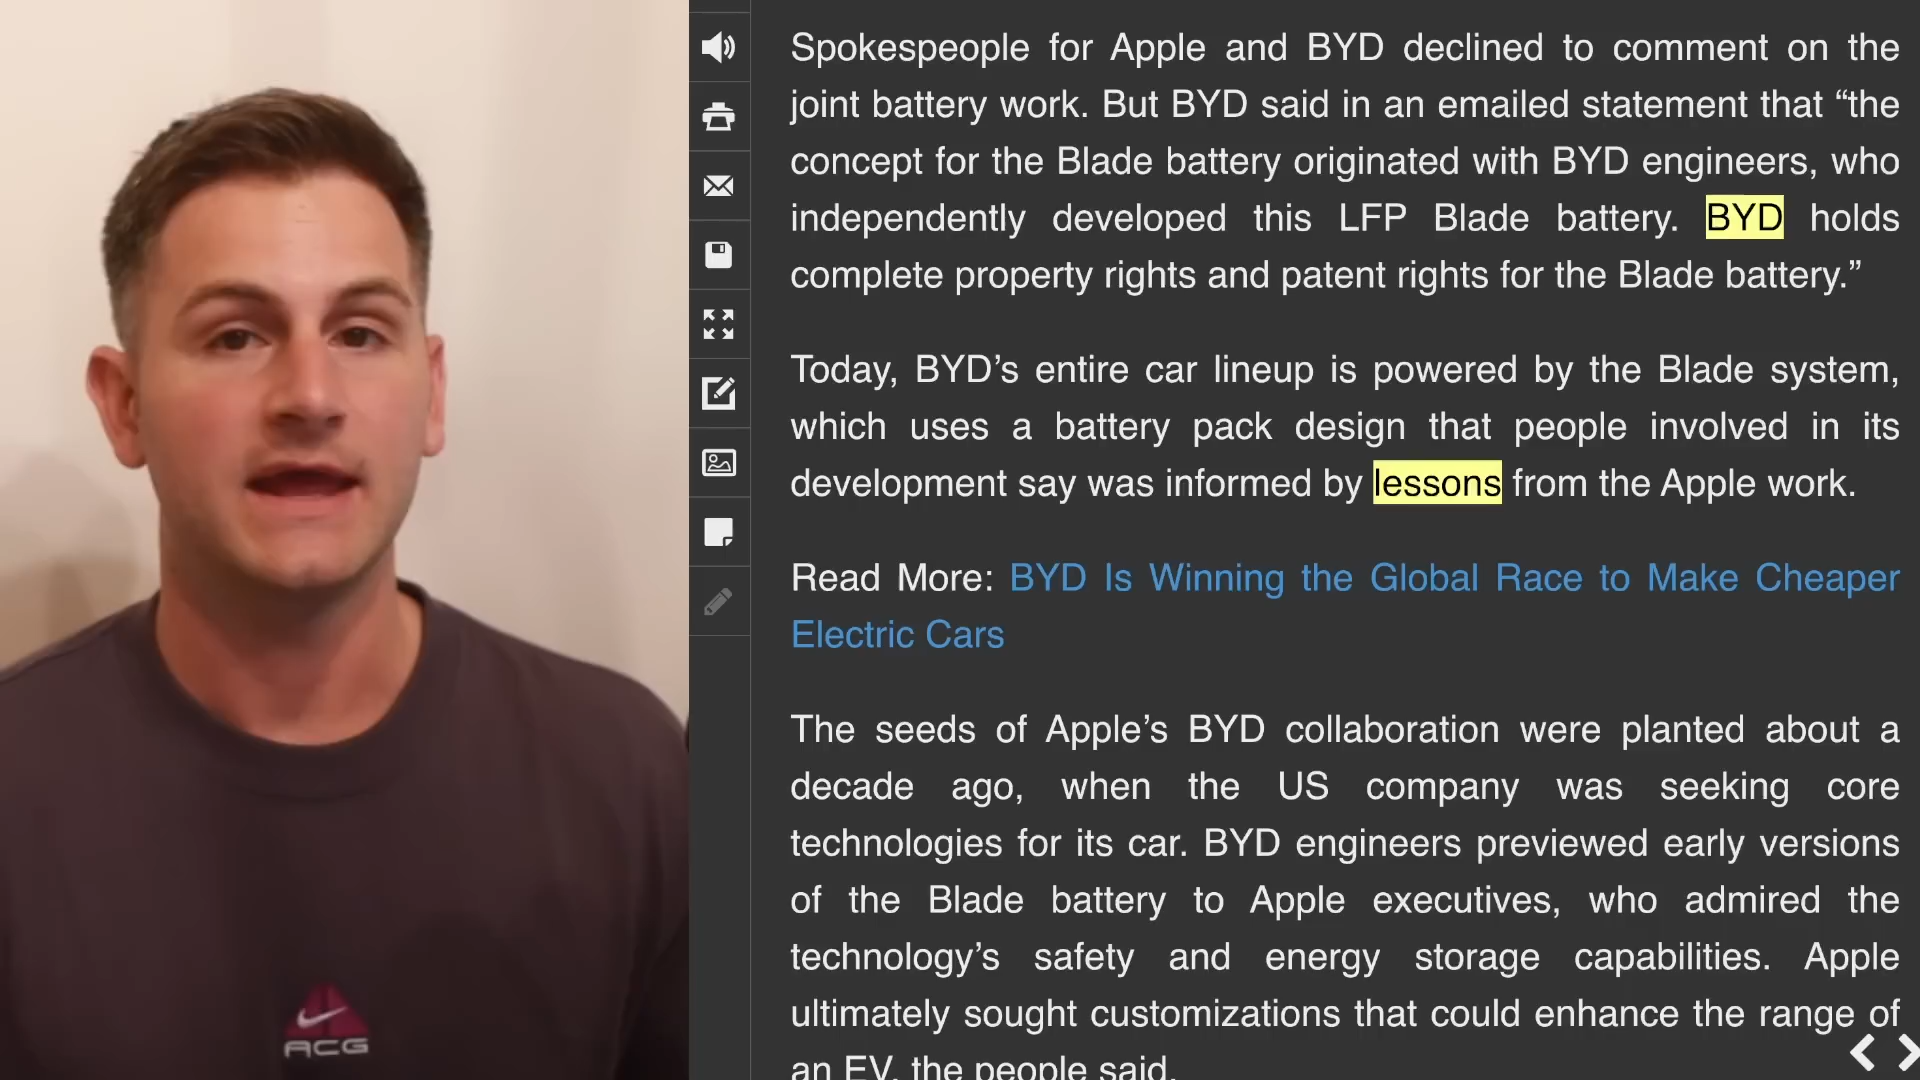 Spokespeople for Apple and BYD declined to comment on the
joint battery work. But BYD said in an emailed statement that “the
concept for the Blade battery originated with BYD engineers, who
independently developed this LFP Blade battery. BYD holds
complete property rights and patent rights for the Blade battery.”
Today, BYD’s entire car lineup is powered by the Blade system,
which uses a battery pack design that people involved in its
development say was informed by lessons from the Apple work.
Read More: BYD Is Winning the Global Race to Make Cheaper
Electric Cars
The seeds of Apple’s BYD collaboration were planted about a
decade ago, when the US company was seeking core
technologies for its car. BYD engineers previewed early versions
of the Blade battery to Apple executives, who admired the
technology’s safety and energy storage capabilities. Apple
ultimately sought customizations that could enhance the range of
an EV, the people said.
ACG